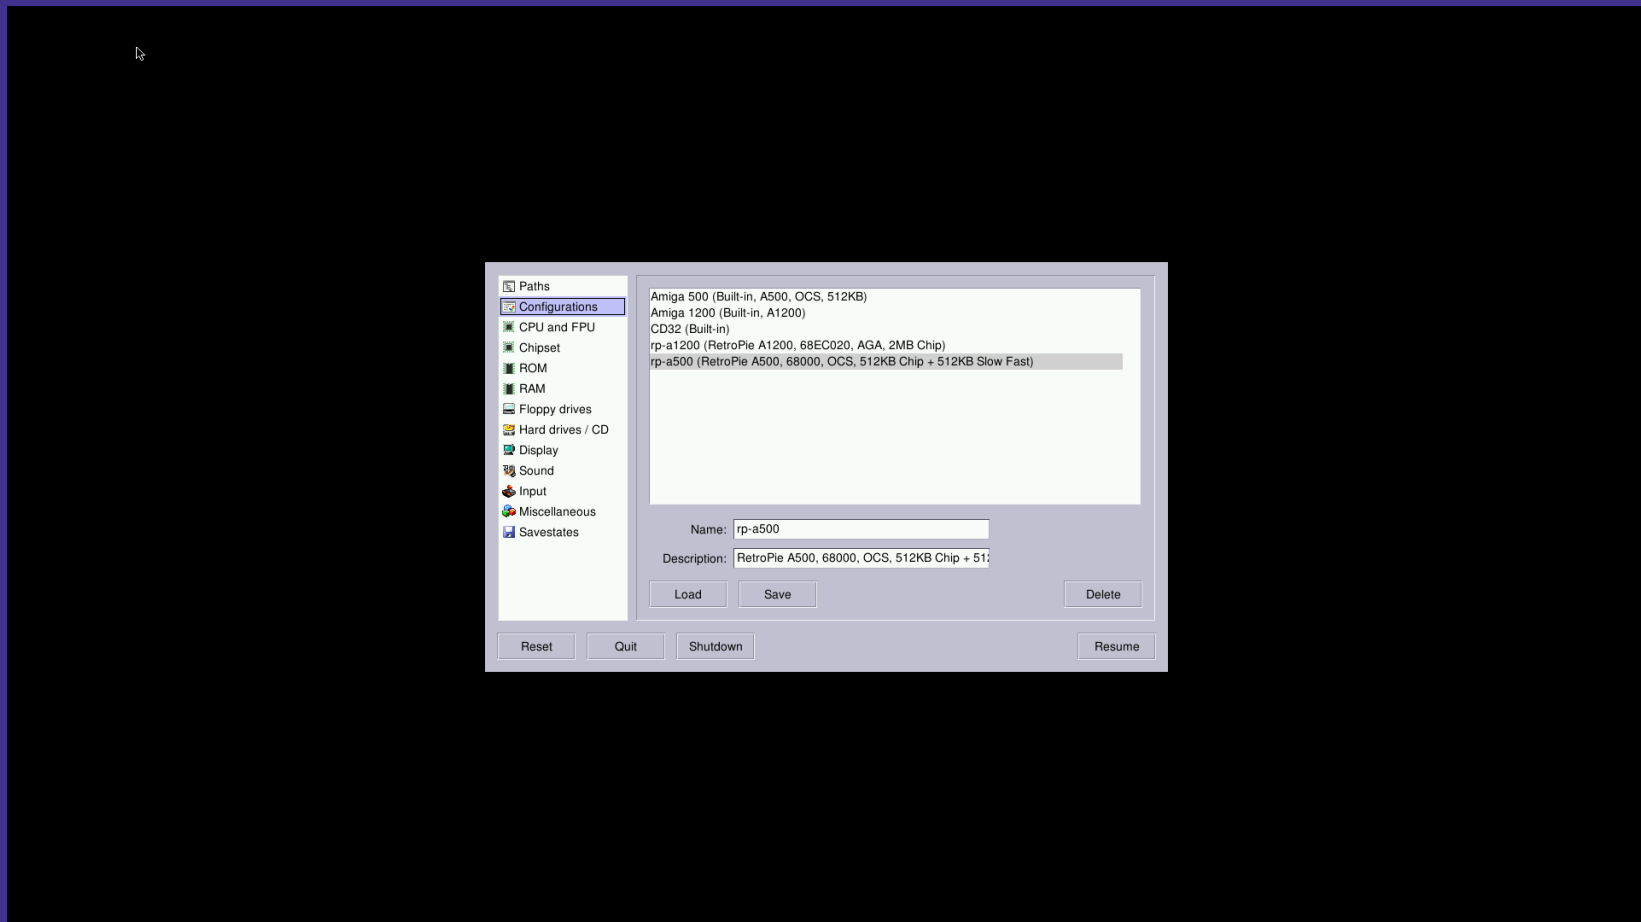 Paths
Configurations
CPU and FPU
Chipset
ROM
RAM
Floppy drives
Hard drives / CD
Display
Sound
Input
Miscellaneous
Savestates
Amiga 500 (Built-in, A500, OCS, 512KB)
Amiga 1200 (Built-in, A1200)
CD32 (Built-in)
rp-a1200 (RetroPie A1200, 68EC020, AGA, 2MB Chip)
rp-a500 (RetroPie A500, 68000, OCS, 512KB Chip + 512KB Slow Fast)
Name: rp-a500
Description: RetroPie A500, 68000, OCS, 512KB Chip + 512
Load Save Delete
Reset Quit Shutdown Resume